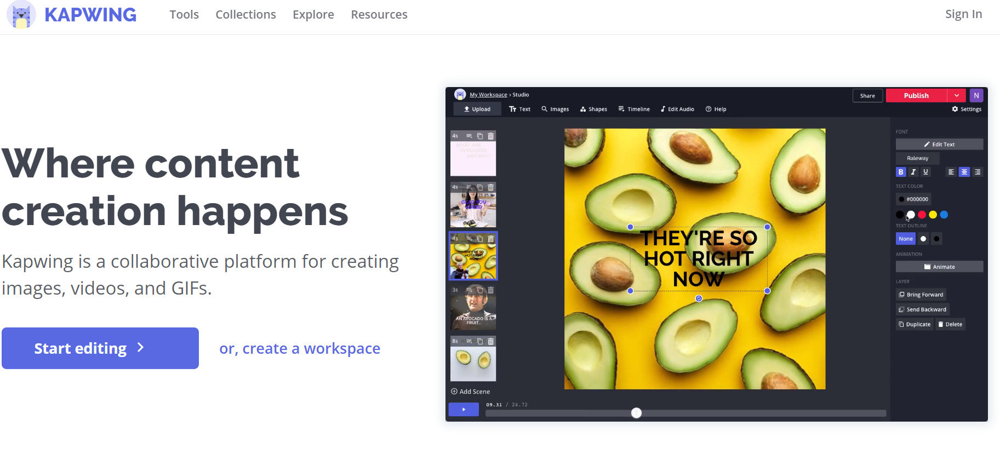 KAPWING
Tools
Collections
Explore
Resources
Sign In
Where content
creation happens
Kapwing is a collaborative platform for creating
images, videos, and GIFs.
Start editing
or, create a workspace
My Workspace › Studio
Share
Publish
N
Upload
Text
Images
Shapes
Timeline
Edit Audio
Help
Settings
4s
WHAT ARE
AVOCADOS
ANYWAY?
4s
GLAD YOU
ASKED
4s
THEY'RE SO
HOT RIGHT
NOW
3s
AN AVOCADO IS A
FRUIT...
8s
Add Scene
09.31 / 24.72
THEY'RE SO
HOT RIGHT
NOW
FONT
Edit Text
Raleway
B I U
TEXT COLOR
#000000
TEXT OUTLINE
None
ANIMATION
Animate
LAYER
Bring Forward
Send Backward
Duplicate
Delete